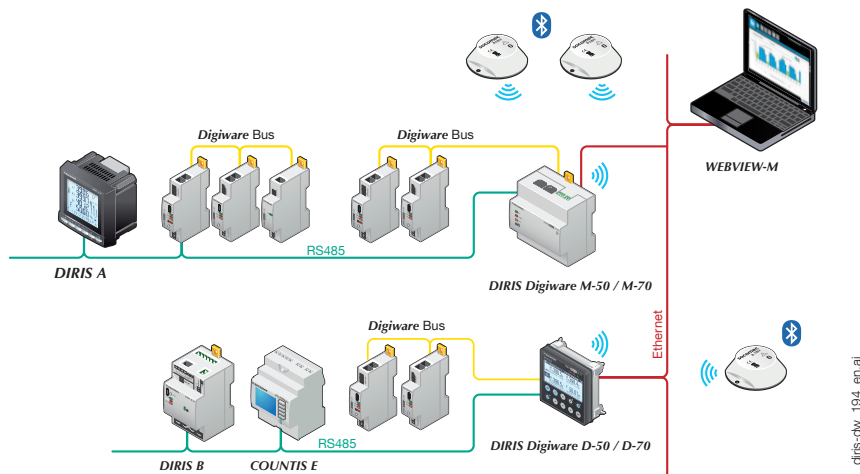 Digiware Bus
Digiware Bus
WEBVIEW-M
RS485
DIRIS A
DIRIS Digiware M-50 / M-70
Digiware Bus
Ethernet
RS485
DIRIS B
COUNTIS E
DIRIS Digiware D-50 / D-70
diris-dw_194_en.ai